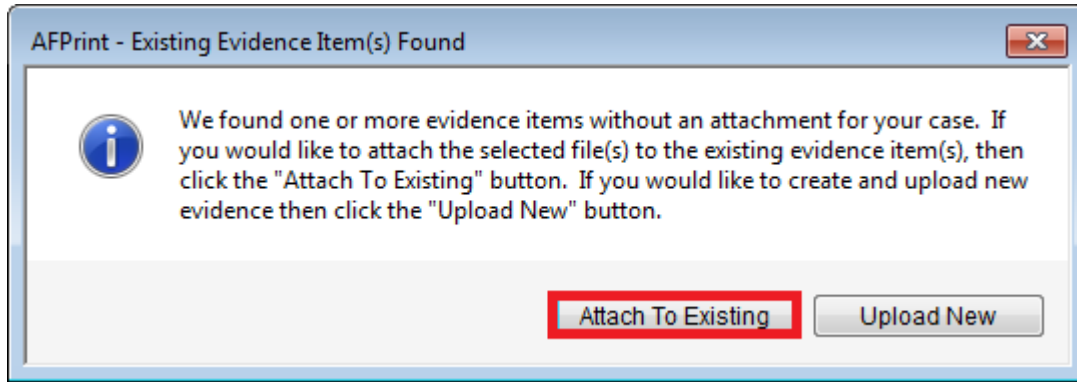 AFPrint - Existing Evidence Item(s) Found
We found one or more evidence items without an attachment for your case. If
you would like to attach the selected file(s) to the existing evidence item(s), then
click the "Attach To Existing" button. If you would like to create and upload new
evidence then click the "Upload New" button.
Attach To Existing
Upload New